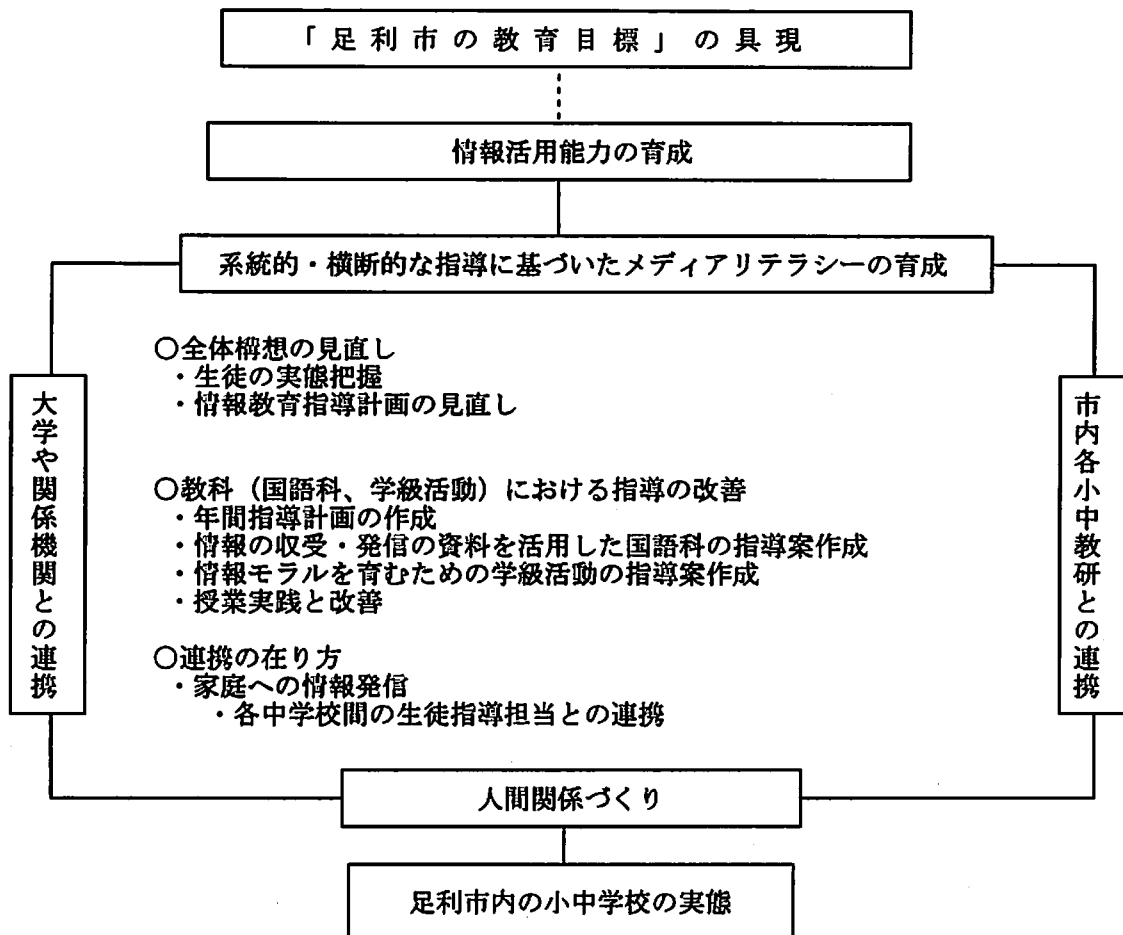 「足利市の教育目標」の具現
情報活用能力の育成
系統的・横断的な指導に基づいたメディアリテラシーの育成
大学や関係機関との連携
○全体構想の見直し
・生徒の実態把握
・情報教育指導計画の見直し
○教科（国語科、学級活動）における指導の改善
・年間指導計画の作成
・情報の収受・発信の資料を活用した国語科の指導案作成
・情報モラルを育むための学級活動の指導案作成
・授業実践と改善
○連携の在り方
・家庭への情報発信
・各中学校間の生徒指導担当との連携
市内各小中教研との連携
人間関係づくり
足利市内の小中学校の実態